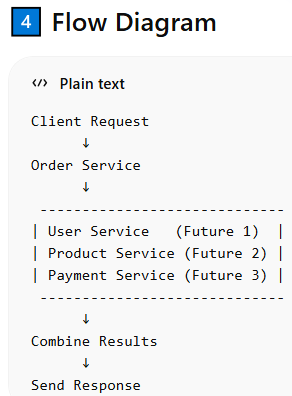 4 Flow Diagram
</> Plain text
Client Request
↓
Order Service
↓
-----------------------------
| User Service   (Future 1)  |
| Product Service (Future 2) |
| Payment Service (Future 3) |
-----------------------------
↓
Combine Results
↓
Send Response